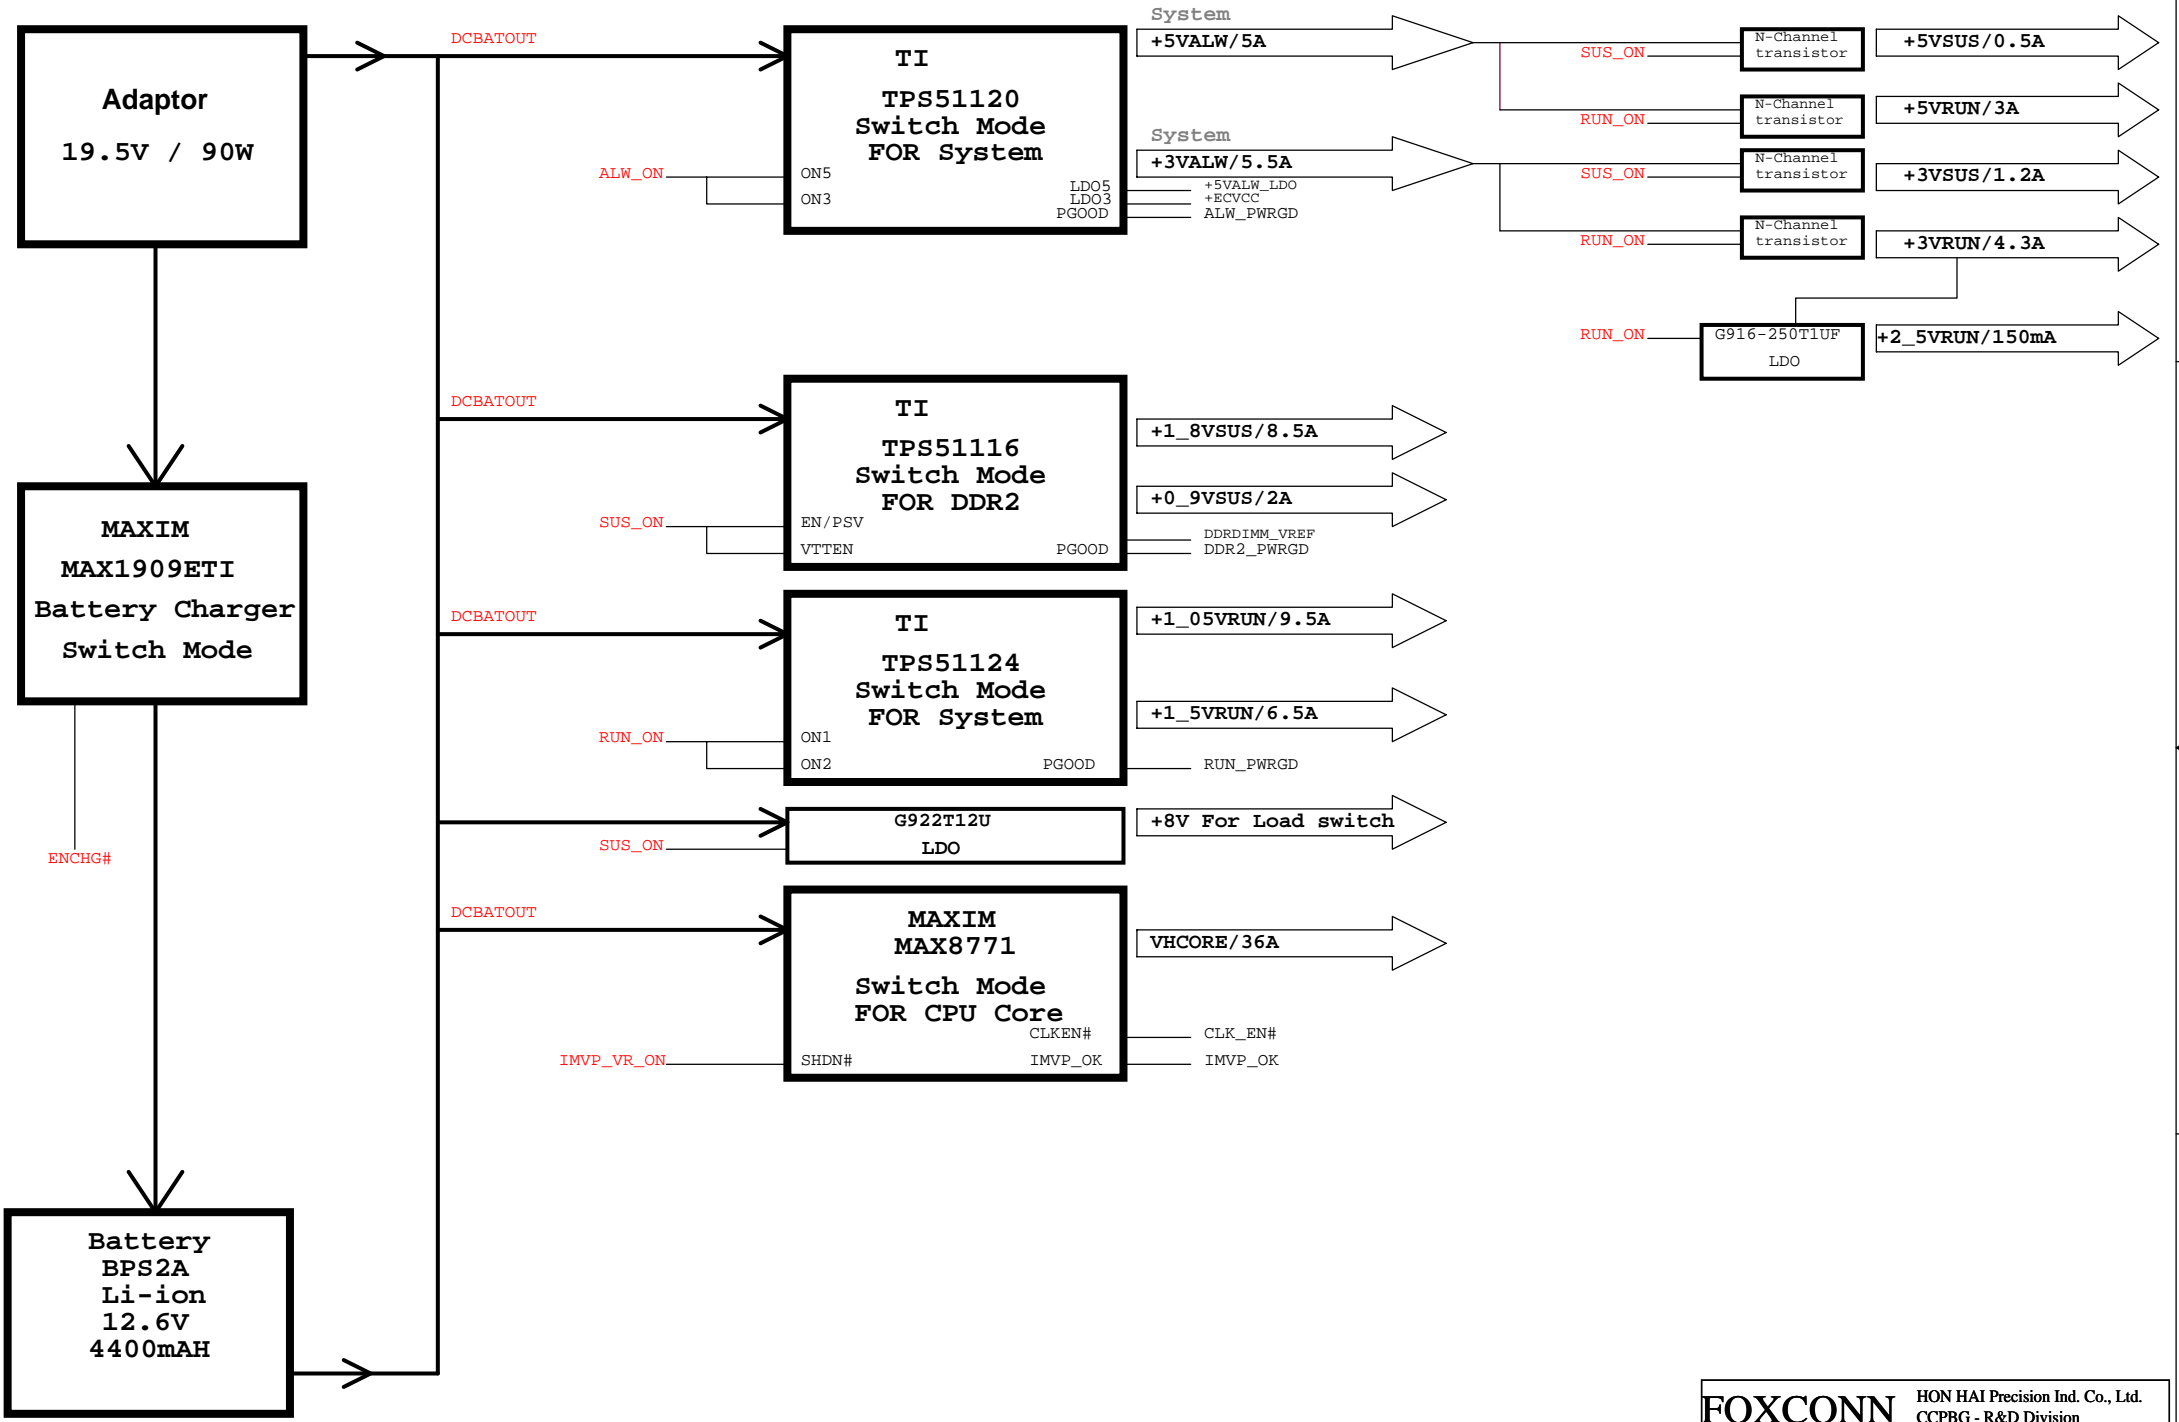 Adaptor
19.5V / 90W
MAXIM
MAX1909ETI
Battery Charger
Switch Mode
ENCHG#
Battery
BPS2A
Li-ion
12.6V
4400mAH
DCBATOUT
TI
TPS51120
Switch Mode
FOR System
ALW_ON
ON5
ON3
LDO5
LDO3
PGOOD
+5VALW_LDO
+ECVCC
ALW_PWRGD
System
+5VALW/5A
System
+3VALW/5.5A
SUS_ON
N-Channel
transistor
+5VSUS/0.5A
RUN_ON
N-Channel
transistor
+5VRUN/3A
SUS_ON
N-Channel
transistor
+3VSUS/1.2A
RUN_ON
N-Channel
transistor
+3VRUN/4.3A
RUN_ON
G916-250T1UF
LDO
+2_5VRUN/150mA
DCBATOUT
TI
TPS51116
Switch Mode
FOR DDR2
SUS_ON
EN/PSV
VTTEN
PGOOD
+1_8VSUS/8.5A
+0_9VSUS/2A
DDRDIMM_VREF
DDR2_PWRGD
DCBATOUT
TI
TPS51124
Switch Mode
FOR System
RUN_ON
ON1
ON2
PGOOD
+1_05VRUN/9.5A
+1_5VRUN/6.5A
RUN_PWRGD
G922T12U
LDO
SUS_ON
+8V For Load switch
DCBATOUT
MAXIM
MAX8771
Switch Mode
FOR CPU Core
IMVP_VR_ON
SHDN#
CLKEN#
IMVP_OK
VHCORE/36A
CLK_EN#
IMVP_OK
FOXCONN
HON HAI Precision Ind. Co., Ltd.
CCPBG - R&D Division